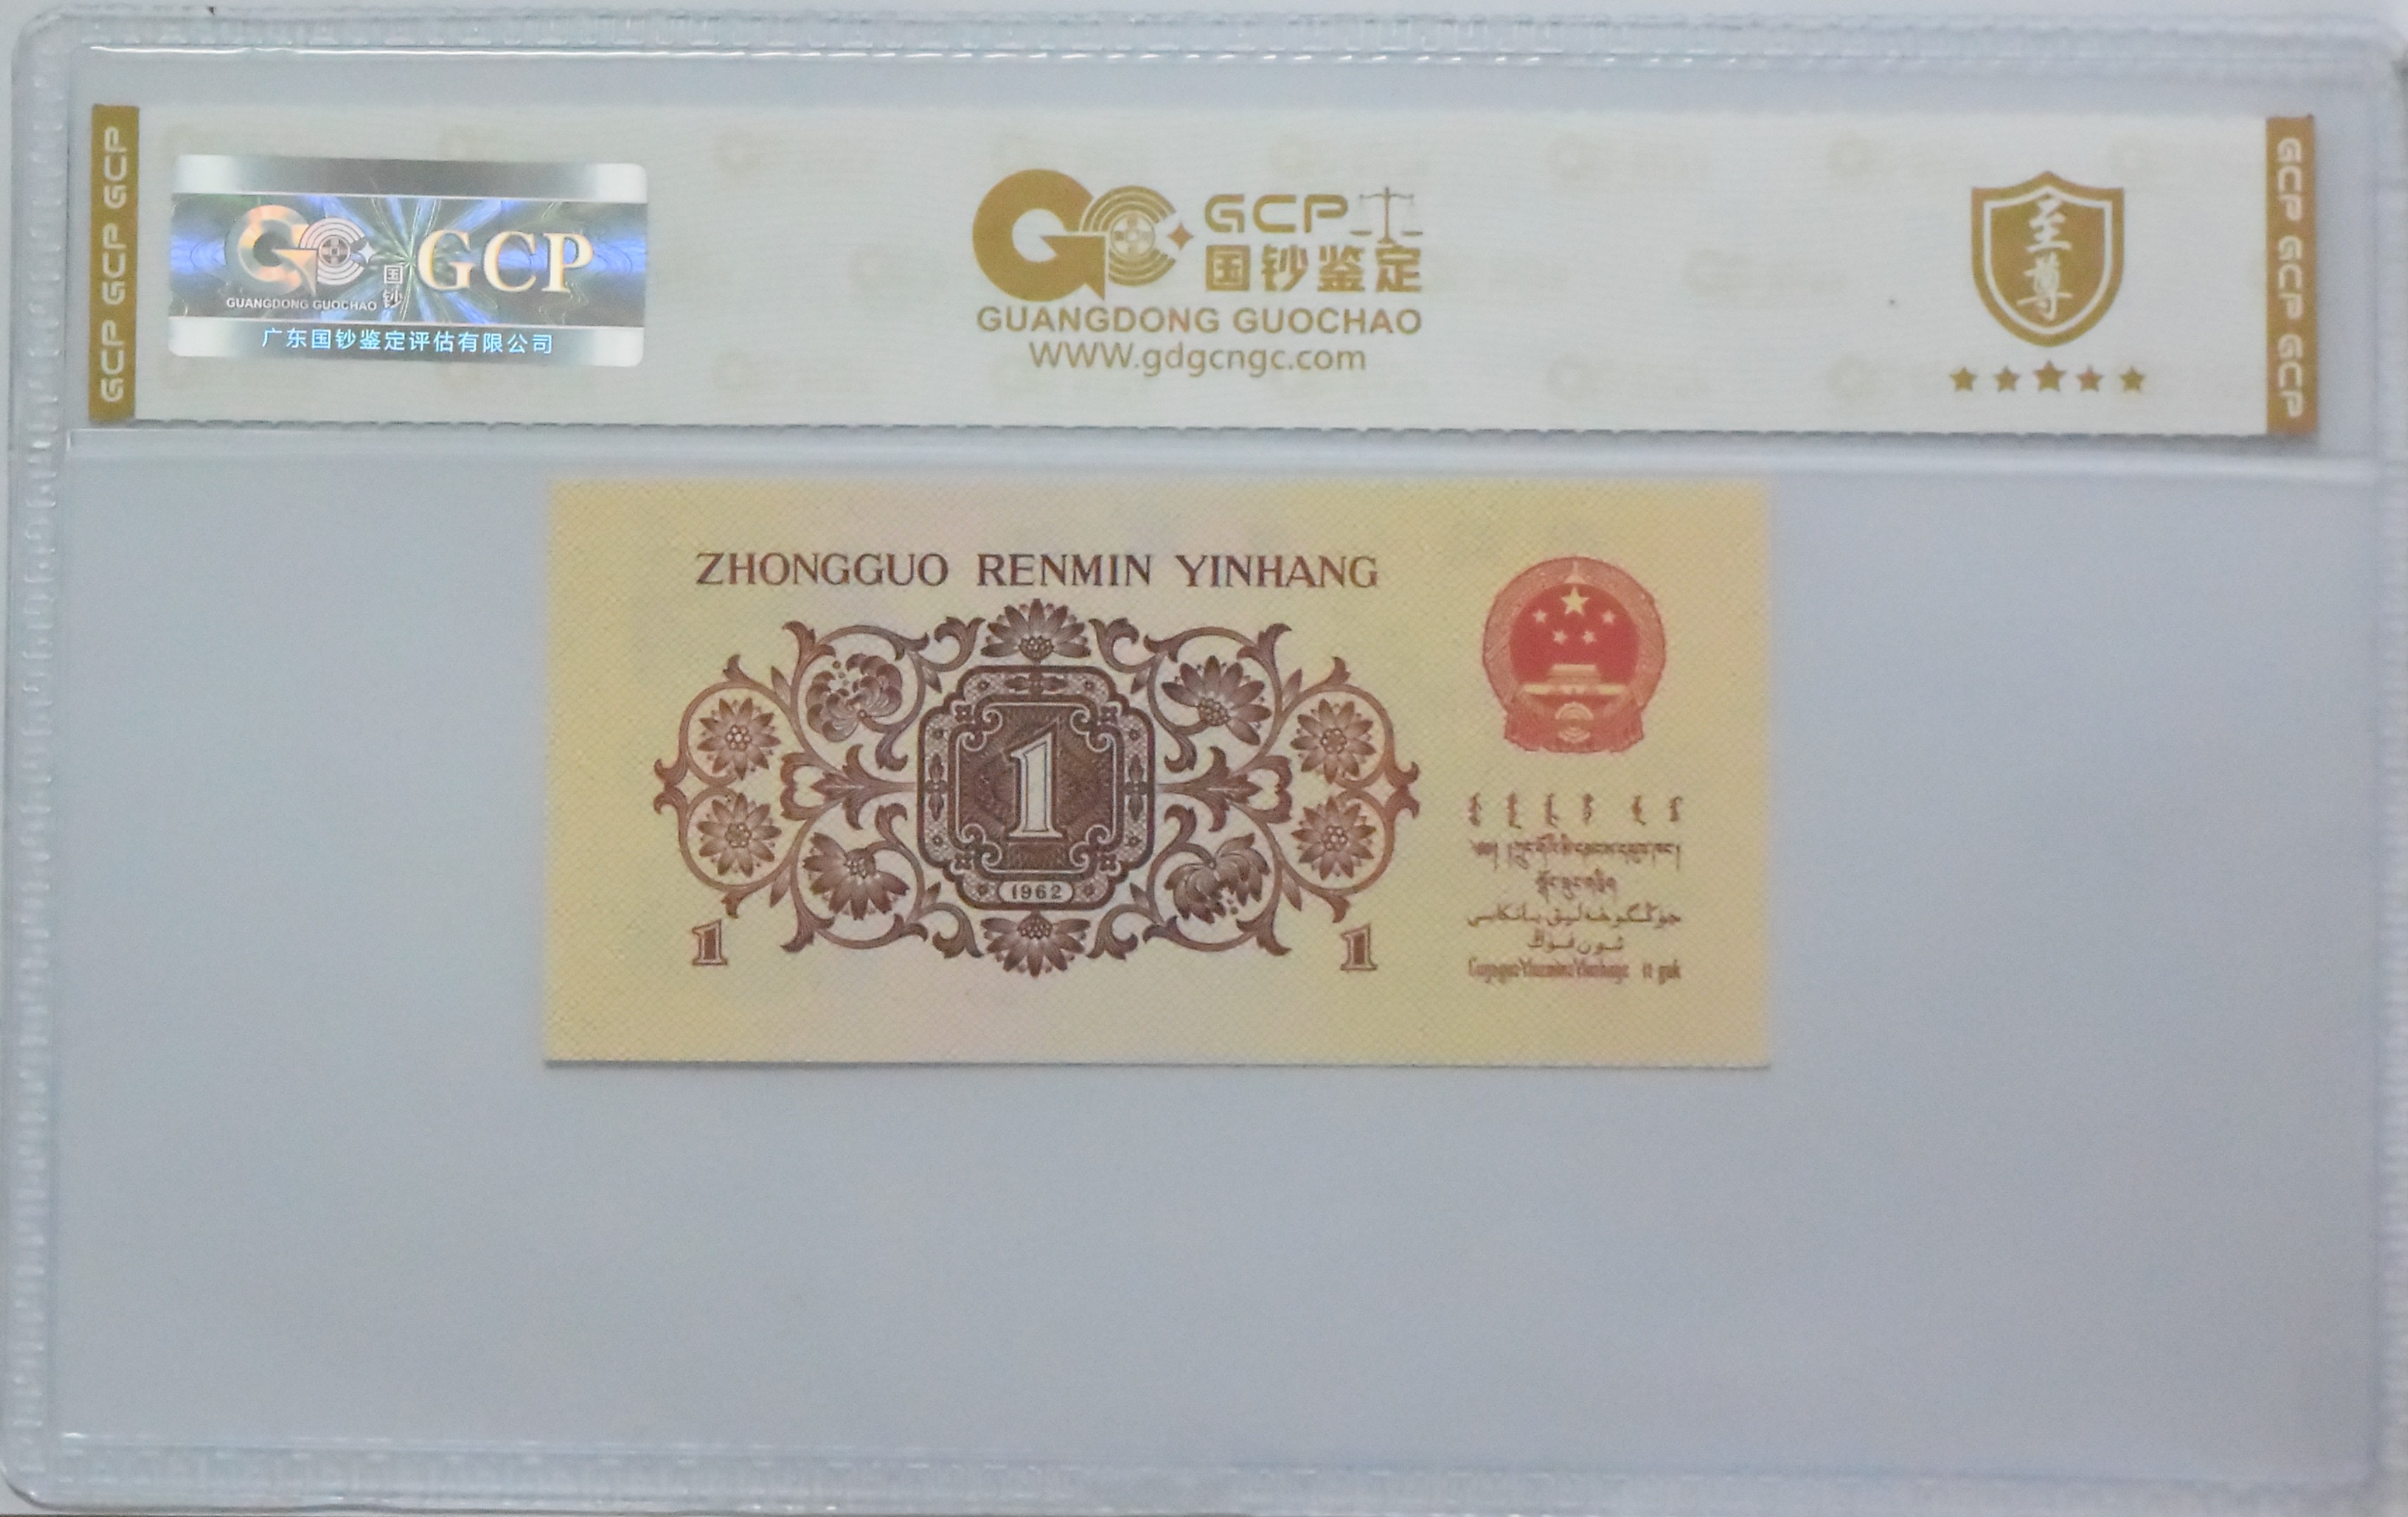 GCP GCP GCP
GUANGDONG GUOCHAO
国钞
GCP
广东国钞鉴定评估有限公司
GCP
国钞鉴定
GUANGDONG GUOCHAO
WWW.gdgcngc.com
至尊
GCP GCP GCP
ZHONGGUO RENMIN YINHANG
1
1962
1
1